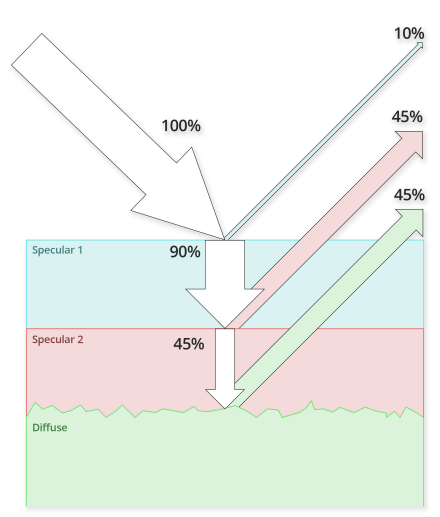 10%
45%
100%
45%
Specular 1
90%
Specular 2
45%
Diffuse